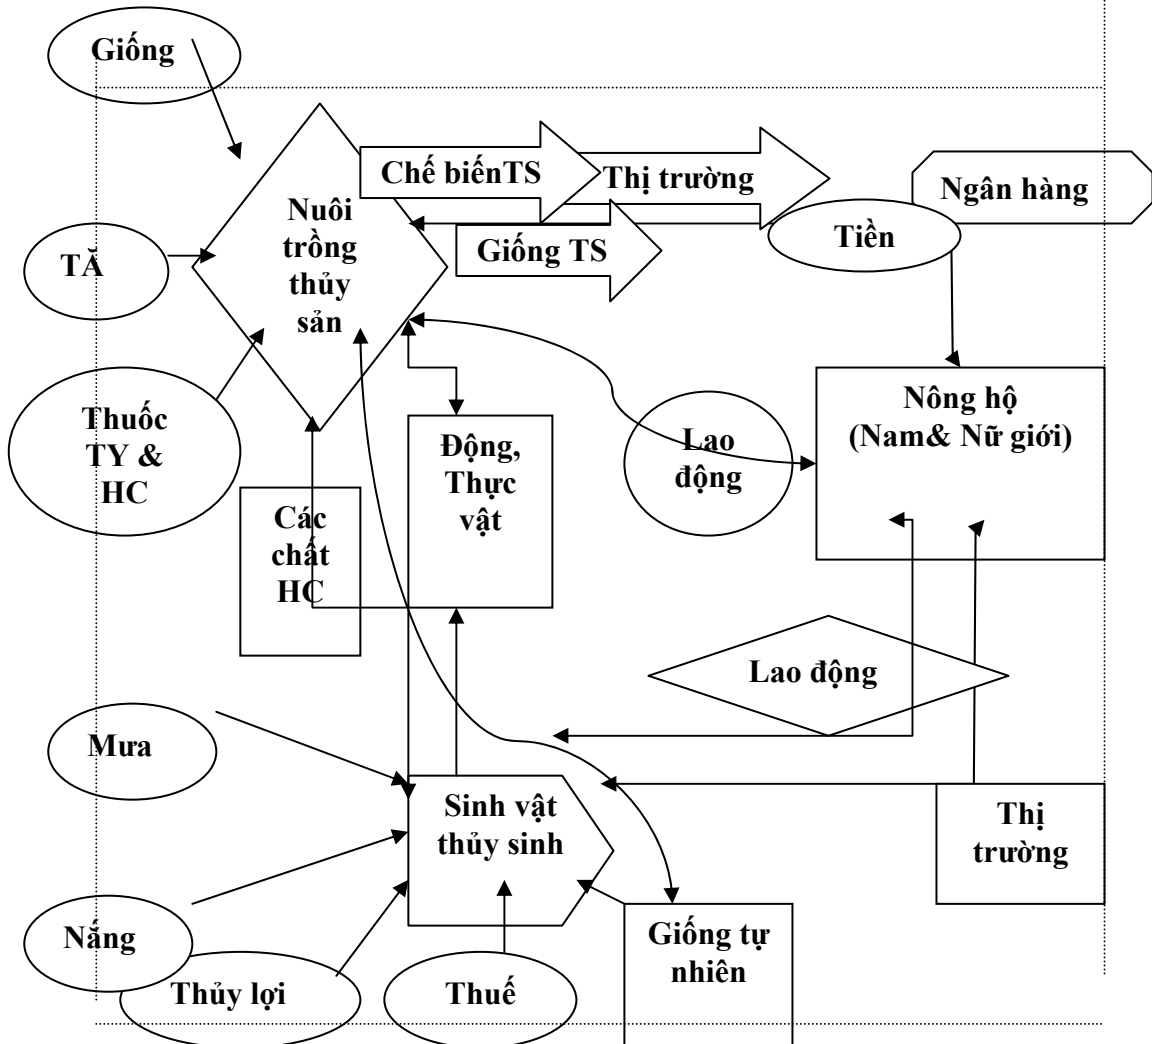 Giống
Chế biếnTS
Thị trường
Ngân hàng
Nuôi
trồng
thủy
sản
Tiền
Giống TS
TĂ
Nông hộ
(Nam& Nữ giới)
Thuốc
TY &
HC
Động,
Thực
vật
Lao
động
Các
chất
HC
Lao động
Mưa
Sinh vật
thủy sinh
Thị
trường
Nắng
Giống tự
nhiên
Thủy lợi
Thuế